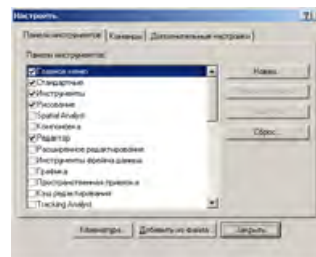 Настроить
Панели инструментов Команды Дополнительные настройки
Панели инструментов:
Главное меню
Стандартные
Инструменты
Рисование
Spatial Analyst
Компоновка
Редактор
Расширенное редактирование
Инструменты фрейма данных
Графика
Пространственная привязка
Кэш редактирования
Tracking Analyst
Новая...
Сброс...
Клавиатура... Добавить из файла... Закрыть